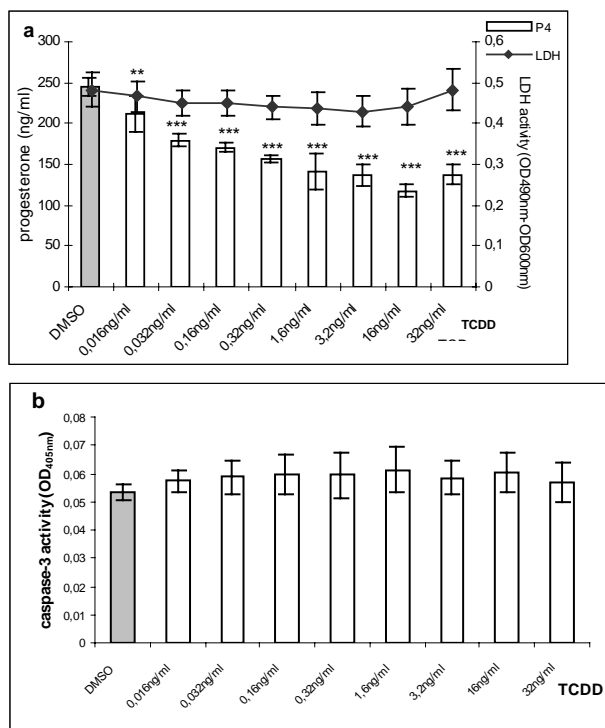 a
P4
LDH
progesterone (ng/ml)
300
250
200
150
100
50
0
**
***
***
***
***
***
***
***
0,6
0,5
0,4
0,3
0,2
0,1
0
LDH activity (OD490nm-OD600nm)
DMSO
0,016ng/ml
0,032ng/ml
0,16ng/ml
0,32ng/ml
1,6ng/ml
3,2ng/ml
16ng/ml
32ng/ml
TCDD
b
caspase-3 activity (OD405nm)
0,08
0,07
0,06
0,05
0,04
0,03
0,02
0,01
0
DMSO
0,016ng/ml
0,032ng/ml
0,16ng/ml
0,32ng/ml
1,6ng/ml
3,2ng/ml
16ng/ml
32ng/ml
TCDD